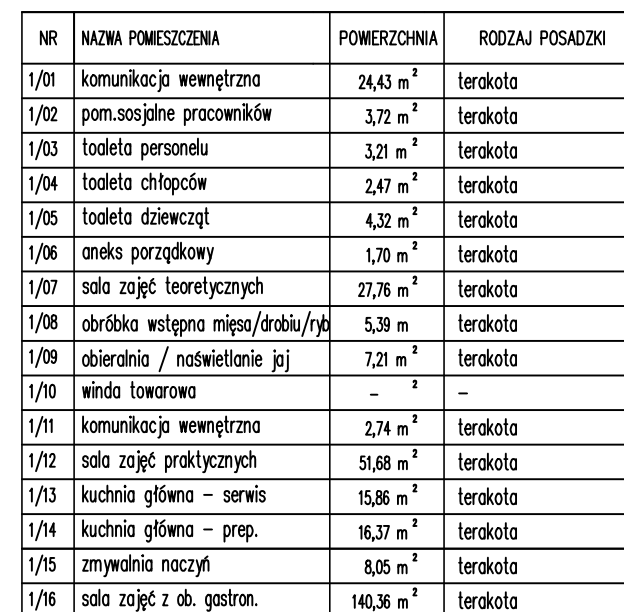 NR NAZWA POMIESZCZENIA POWIERZCHNIA RODZAJ POSADZKI
1/01 komunikacja wewnętrzna 24,43 m² terakota
1/02 pom.sosjalne pracowników 3,72 m² terakota
1/03 toaleta personelu 3,21 m² terakota
1/04 toaleta chłopców 2,47 m² terakota
1/05 toaleta dziewcząt 4,32 m² terakota
1/06 aneks porządkowy 1,70 m² terakota
1/07 sala zajęć teoretycznych 27,76 m² terakota
1/08 obróbka wstępna mięsa/drobiu/ryb 5,39 m terakota
1/09 obieralnia / naświetlanie jaj 7,21 m² terakota
1/10 winda towarowa – ² –
1/11 komunikacja wewnętrzna 2,74 m² terakota
1/12 sala zajęć praktycznych 51,68 m² terakota
1/13 kuchnia główna – serwis 15,86 m² terakota
1/14 kuchnia główna – prep. 16,37 m² terakota
1/15 zmywalnia naczyń 8,05 m² terakota
1/16 sala zajęć z ob. gastron. 140,36 m² terakota